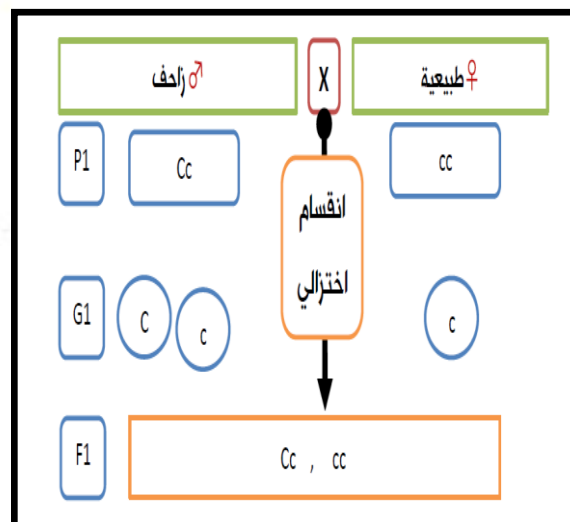 ♂زاحف X ♀طبيعية
P1 Cc cc
انقسام
اختزالي
G1 C c c
F1 Cc , cc